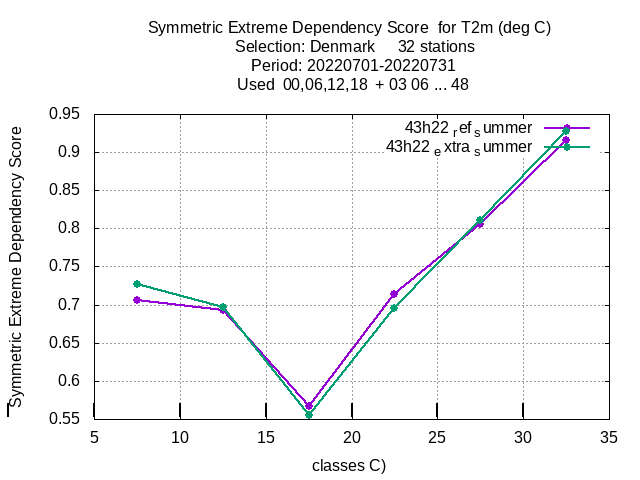 Symmetric Extreme Dependency Score  for T2m (deg C)
Selection: Denmark     32 stations
Period: 20220701-20220731
Used  00,06,12,18  + 03 06 ... 48
Symmetric Extreme Dependency Score
0.95
0.9
0.85
0.8
0.75
0.7
0.65
0.6
0.55
43h22 ref summer
43h22 extra summer
5 10 15 20 25 30 35
classes C)